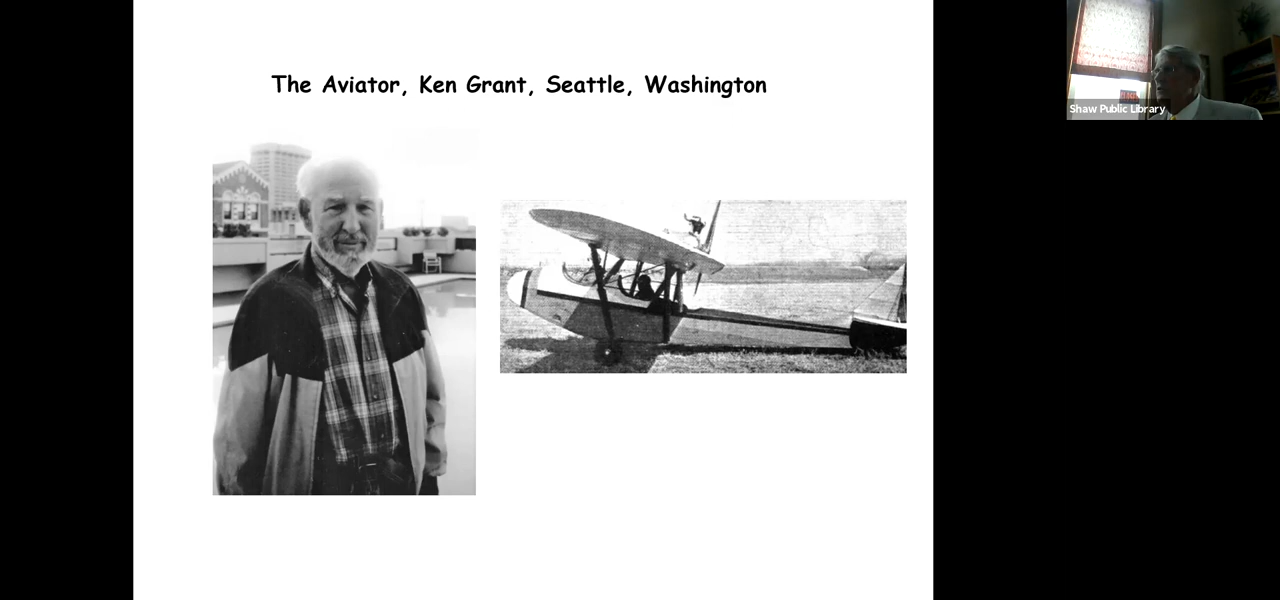 The Aviator, Ken Grant, Seattle, Washington
Shaw Public Library